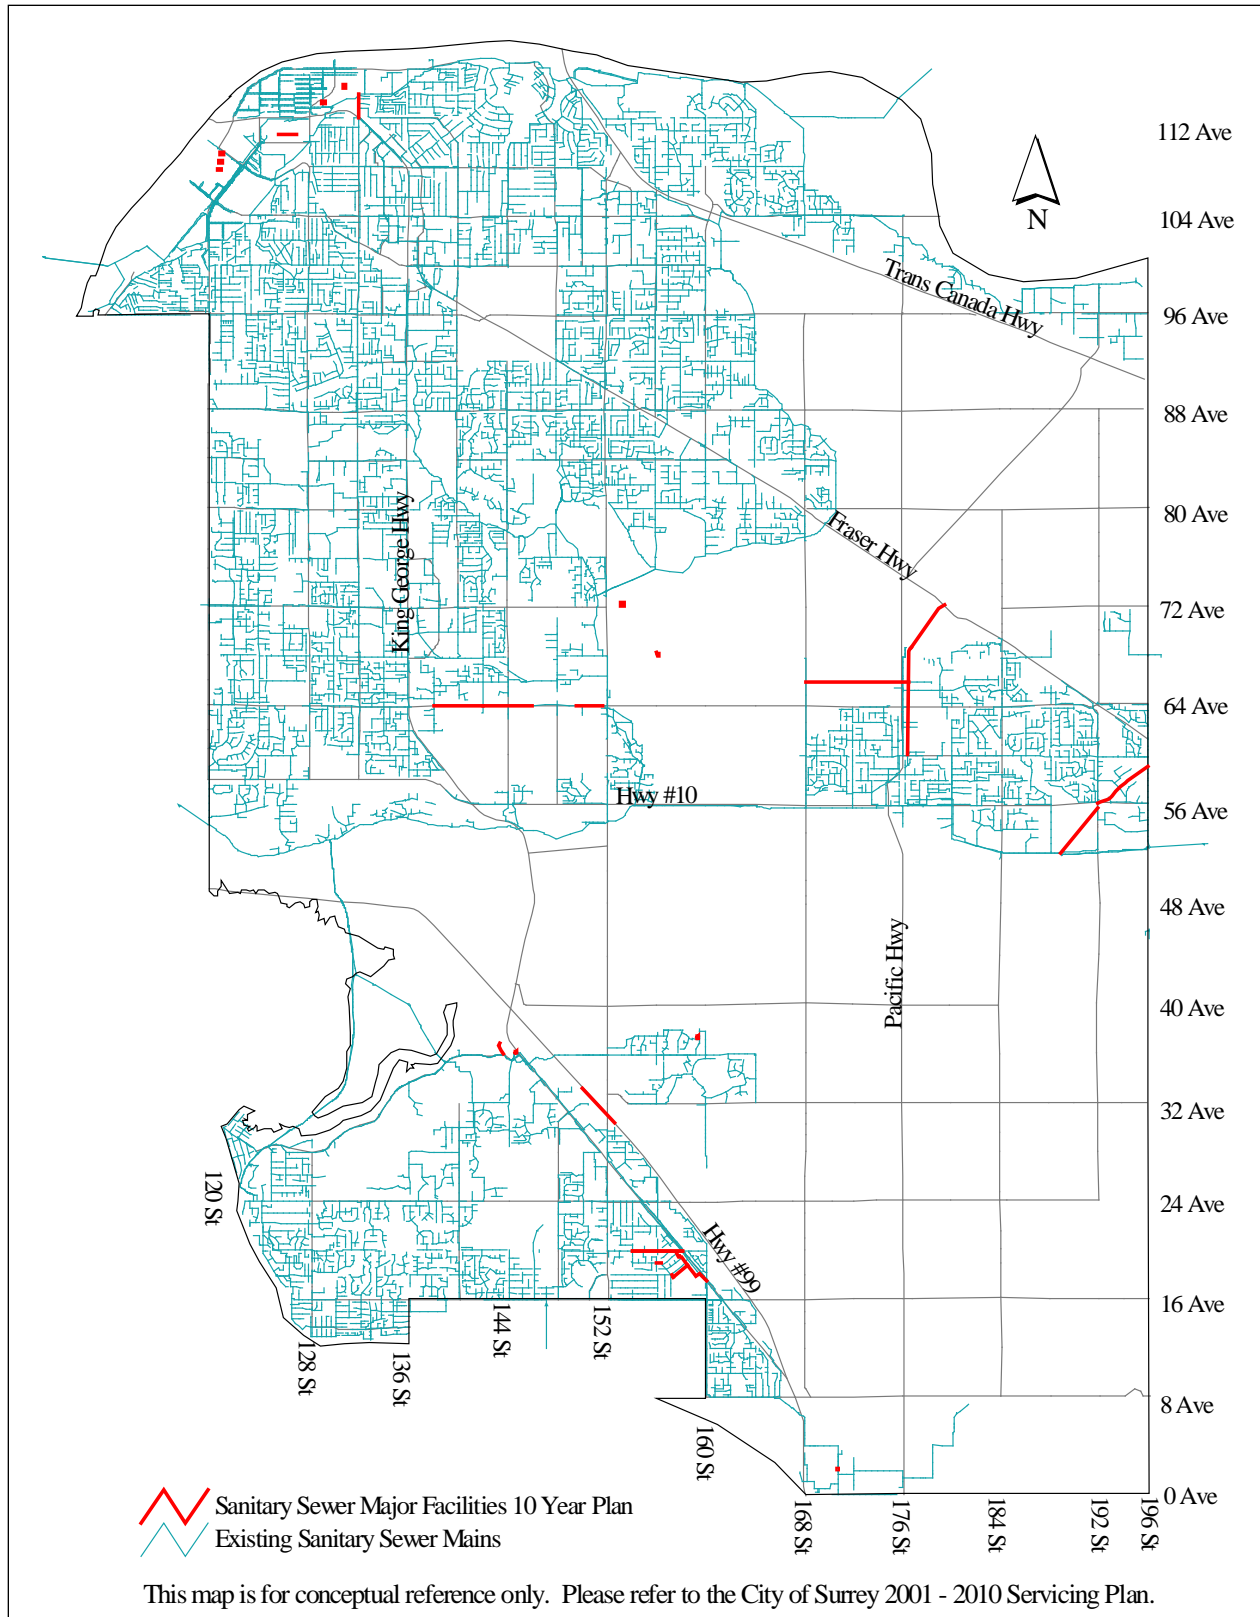 112 Ave
N
104 Ave
Trans Canada Hwy
96 Ave
88 Ave
King George Hwy
80 Ave
Fraser Hwy
72 Ave
64 Ave
Hwy #10
56 Ave
48 Ave
Pacific Hwy
40 Ave
32 Ave
120 St
24 Ave
Hwy #99
16 Ave
144 St
152 St
128 St
136 St
8 Ave
160 St
0 Ave
168 St
176 St
184 St
192 St
196 St
Sanitary Sewer Major Facilities 10 Year Plan
Existing Sanitary Sewer Mains
This map is for conceptual reference only. Please refer to the City of Surrey 2001 - 2010 Servicing Plan.